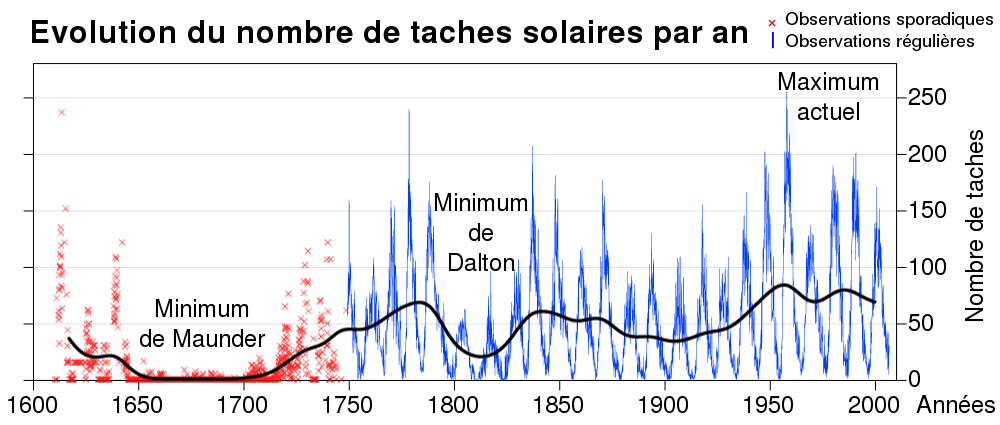 Evolution du nombre de taches solaires par an
Observations sporadiques
Observations régulières
Maximum
actuel
Minimum
de
Dalton
Minimum
de Maunder
250
200
150
100
50
0
Nombre de taches
1600 1650 1700 1750 1800 1850 1900 1950 2000 Années